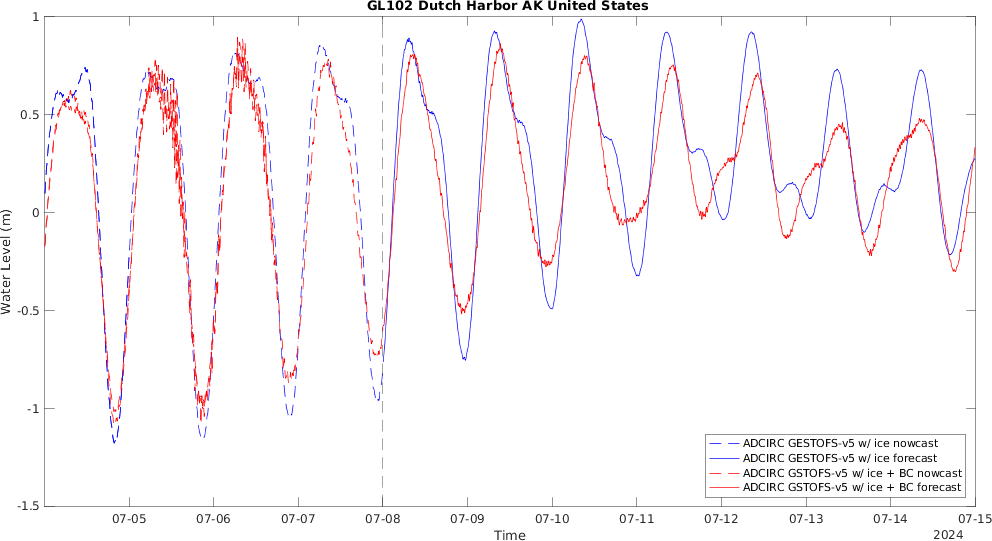 GL102 Dutch Harbor AK United States
1
0.5
0
-0.5
-1
-1.5
Water Level (m)
07-05 07-06 07-07 07-08 07-09 07-10 07-11 07-12 07-13 07-14 07-15
Time
2024
ADCIRC GESTOFS-v5 w/ ice nowcast
ADCIRC GESTOFS-v5 w/ ice forecast
ADCIRC GSTOFS-v5 w/ ice + BC nowcast
ADCIRC GSTOFS-v5 w/ ice + BC forecast